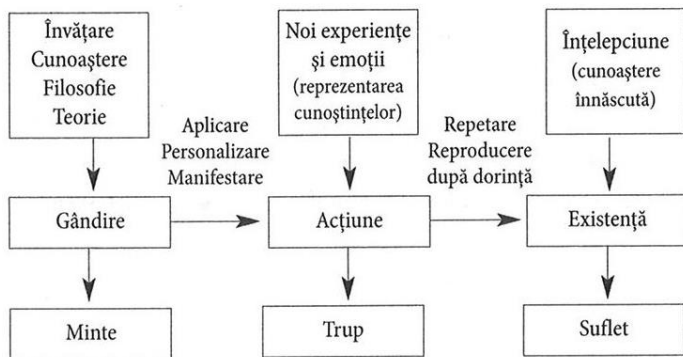 Învățare
Cunoaștere
Filosofie
Teorie
Noi experiențe
și emoții
(reprezentarea
cunoștințelor)
Înțelepciune
(cunoaștere
înnăscută)
Aplicare
Personalizare
Manifestare
Repetare
Reproducere
după dorință
Gândire
Acțiune
Existență
Minte
Trup
Suflet